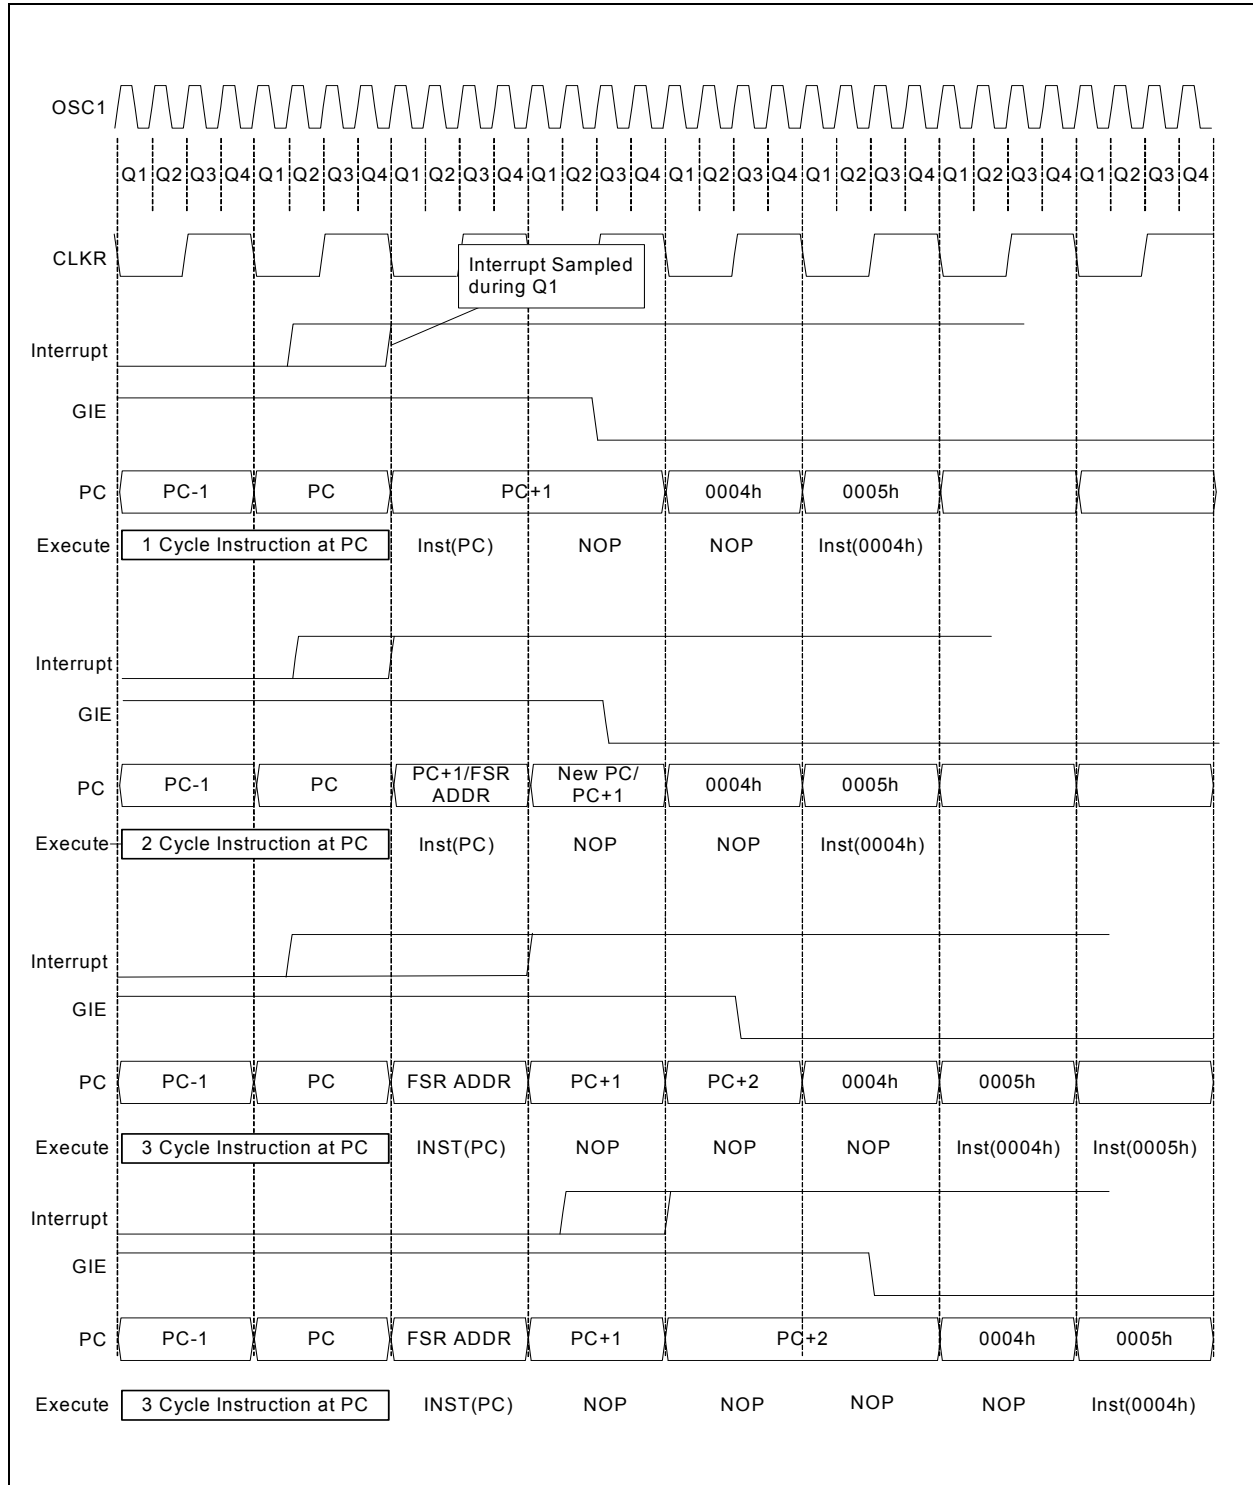 OSC1
Q1 Q2 Q3 Q4 Q1 Q2 Q3 Q4 Q1 Q2 Q3 Q4 Q1 Q2 Q3 Q4 Q1 Q2 Q3 Q4 Q1 Q2 Q3 Q4 Q1 Q2 Q3 Q4 Q1 Q2 Q3 Q4
CLKR
Interrupt Sampled
during Q1
Interrupt
GIE
PC PC-1 PC PC+1 0004h 0005h
Execute 1 Cycle Instruction at PC Inst(PC) NOP NOP Inst(0004h)
Interrupt
GIE
PC PC-1 PC PC+1/FSR ADDR New PC/ PC+1 0004h 0005h
Execute 2 Cycle Instruction at PC Inst(PC) NOP NOP Inst(0004h)
Interrupt
GIE
PC PC-1 PC FSR ADDR PC+1 PC+2 0004h 0005h
Execute 3 Cycle Instruction at PC INST(PC) NOP NOP NOP Inst(0004h) Inst(0005h)
Interrupt
GIE
PC PC-1 PC FSR ADDR PC+1 PC+2 0004h 0005h
Execute 3 Cycle Instruction at PC INST(PC) NOP NOP NOP NOP Inst(0004h)